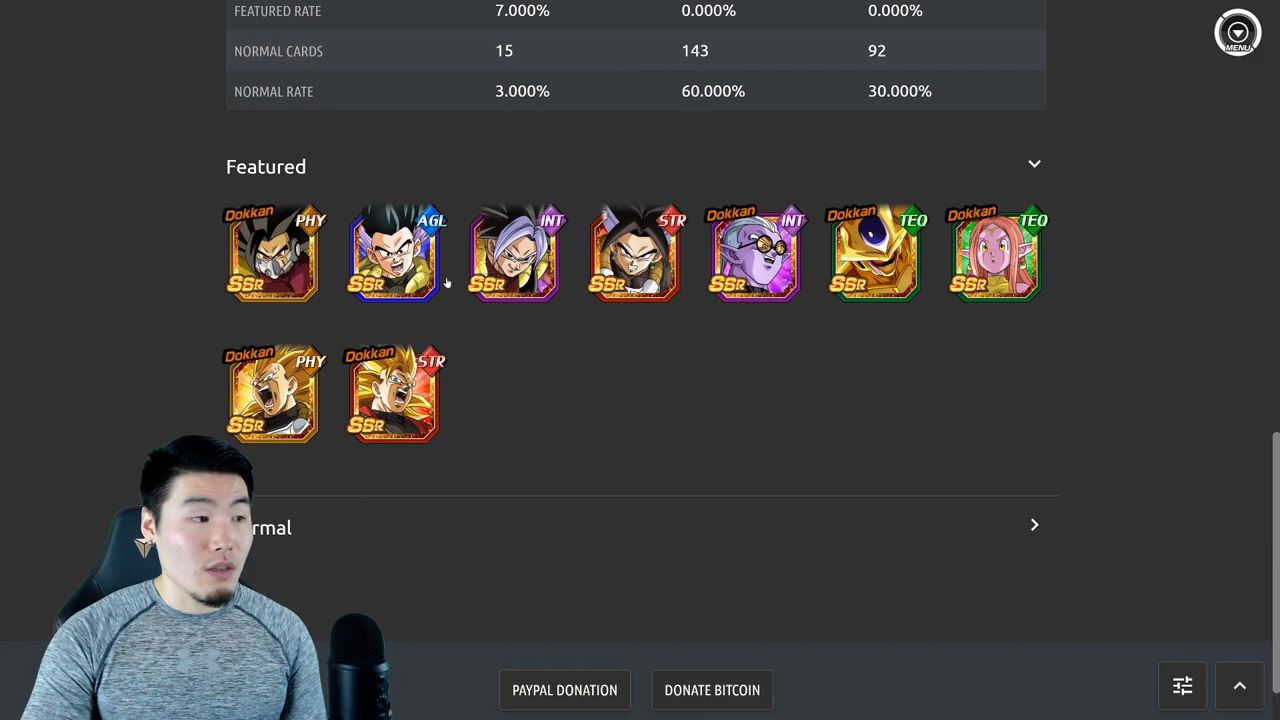 FEATURED RATE 7.000% 0.000% 0.000%
MENU
NORMAL CARDS 15 143 92
NORMAL RATE 3.000% 60.000% 30.000%
Featured
Dokkan PHY SSR
AGL SSR
INT SSR
STR SSR
Dokkan INT SSR
Dokkan TEQ SSR
Dokkan TEQ SSR
Dokkan PHY SSR
Dokkan STR SSR
rmal
PAYPAL DONATION DONATE BITCOIN